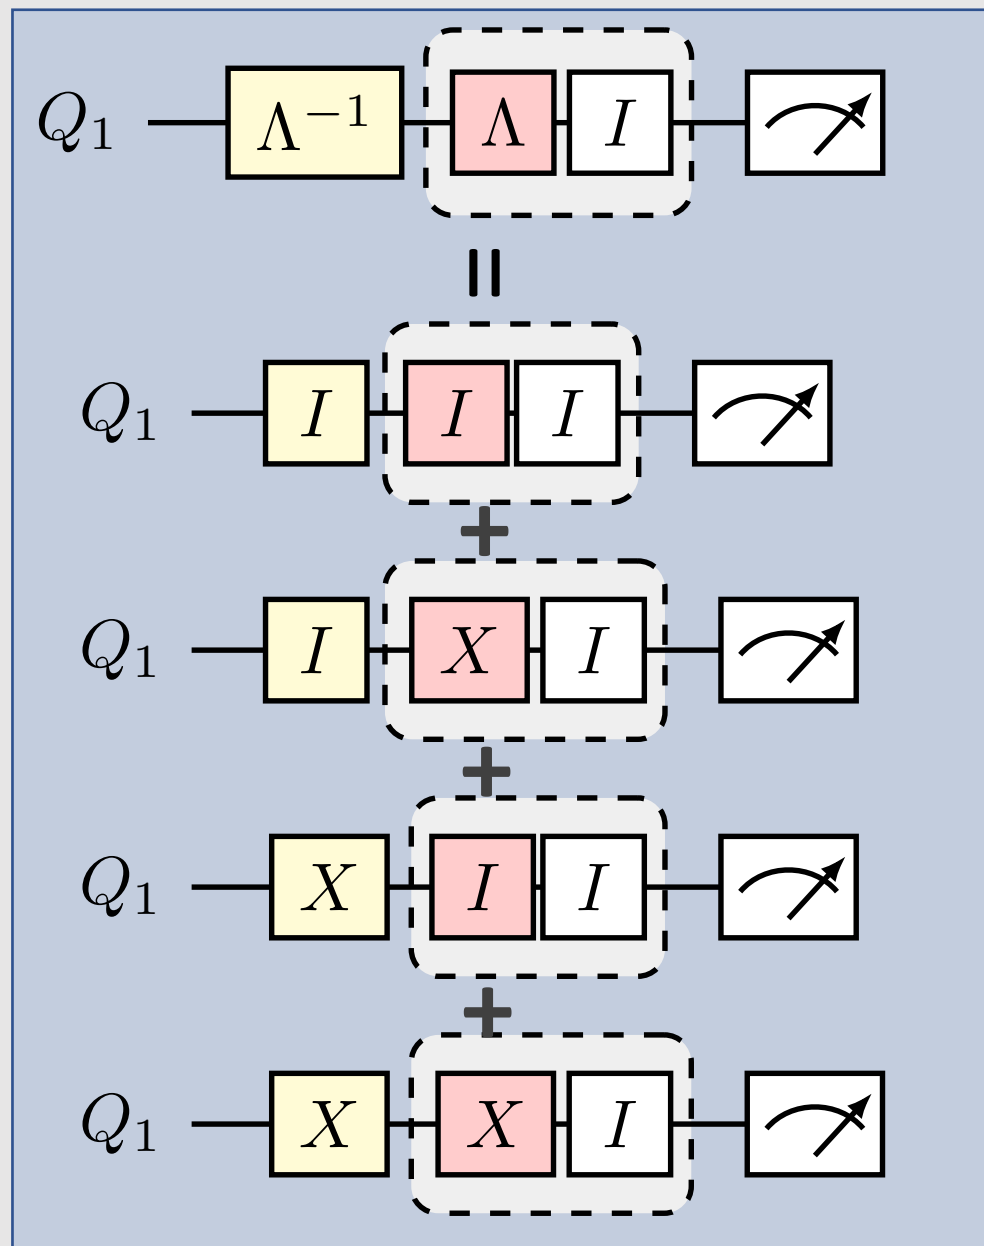 Q₁ Λ⁻¹ Λ I
=
Q₁ I I I
+
Q₁ I X I
+
Q₁ X I I
+
Q₁ X X I